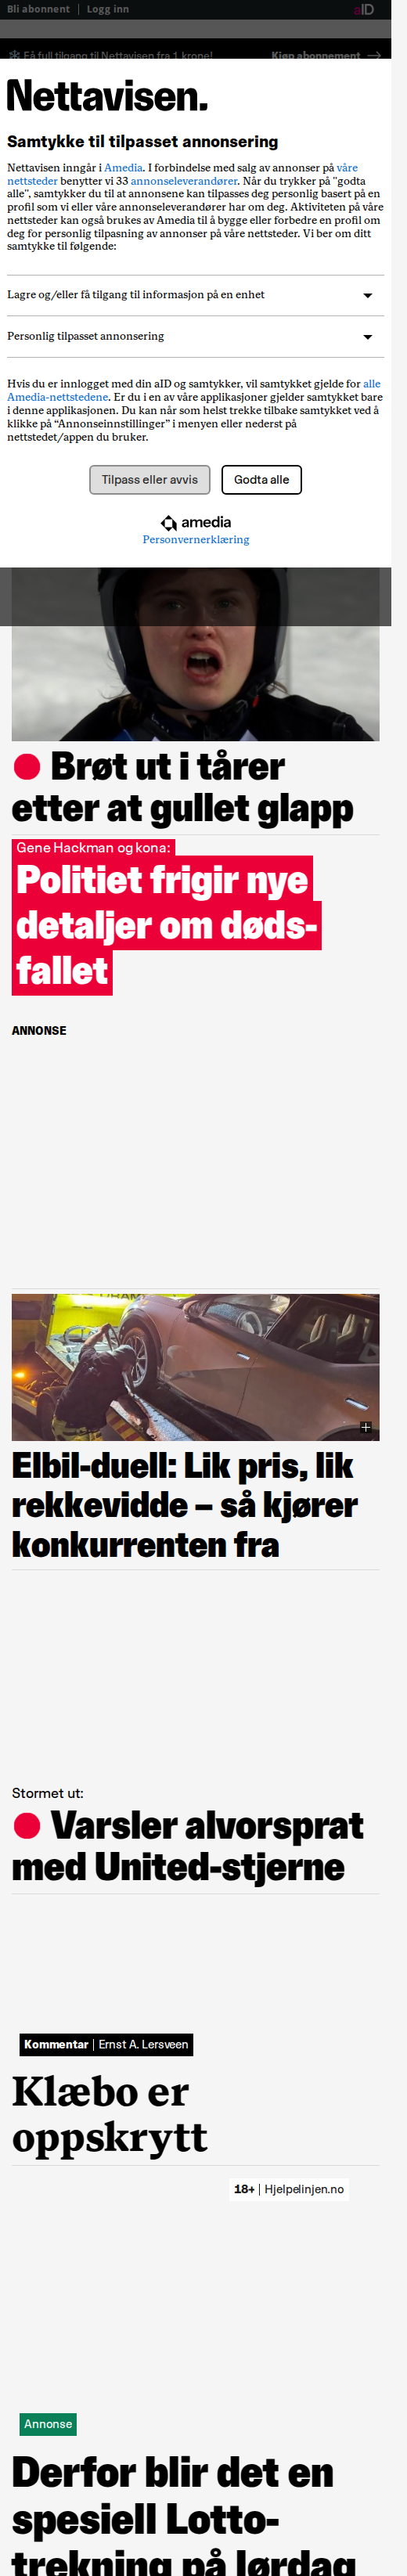 Bli abonnent | Logg inn
aID
Få full tilgang til Nettavisen fra 1 krone!
Kjøp abonnement →
Nettavisen.
Samtykke til tilpasset annonsering
Nettavisen inngår i Amedia. I forbindelse med salg av annonser på våre
nettsteder benytter vi 33 annonseleverandører. Når du trykker på "godta
alle", samtykker du til at annonsene kan tilpasses deg personlig basert på en
profil som vi eller våre annonseleverandører har om deg. Aktiviteten på våre
nettsteder kan også brukes av Amedia til å bygge eller forbedre en profil om
deg for personlig tilpasning av annonser på våre nettsteder. Vi ber om ditt
samtykke til følgende:
Lagre og/eller få tilgang til informasjon på en enhet
Personlig tilpasset annonsering
Hvis du er innlogget med din aID og samtykker, vil samtykket gjelde for alle
Amedia-nettstedene. Er du i en av våre applikasjoner gjelder samtykket bare
i denne applikasjonen. Du kan når som helst trekke tilbake samtykket ved å
klikke på “Annonseinnstillinger” i menyen eller nederst på
nettstedet/appen du bruker.
Tilpass eller avvis
Godta alle
amedia
Personvernerklæring
Brøt ut i tårer
etter at gullet glapp
Gene Hackman og kona:
Politiet frigir nye
detaljer om døds-
fallet
ANNONSE
Elbil-duell: Lik pris, lik
rekkevidde – så kjører
konkurrenten fra
Stormet ut:
Varsler alvorsprat
med United-stjerne
Kommentar | Ernst A. Lersveen
Klæbo er
oppskrytt
18+ | Hjelpelinjen.no
Annonse
Derfor blir det en
spesiell Lotto-
trekning på lørdag